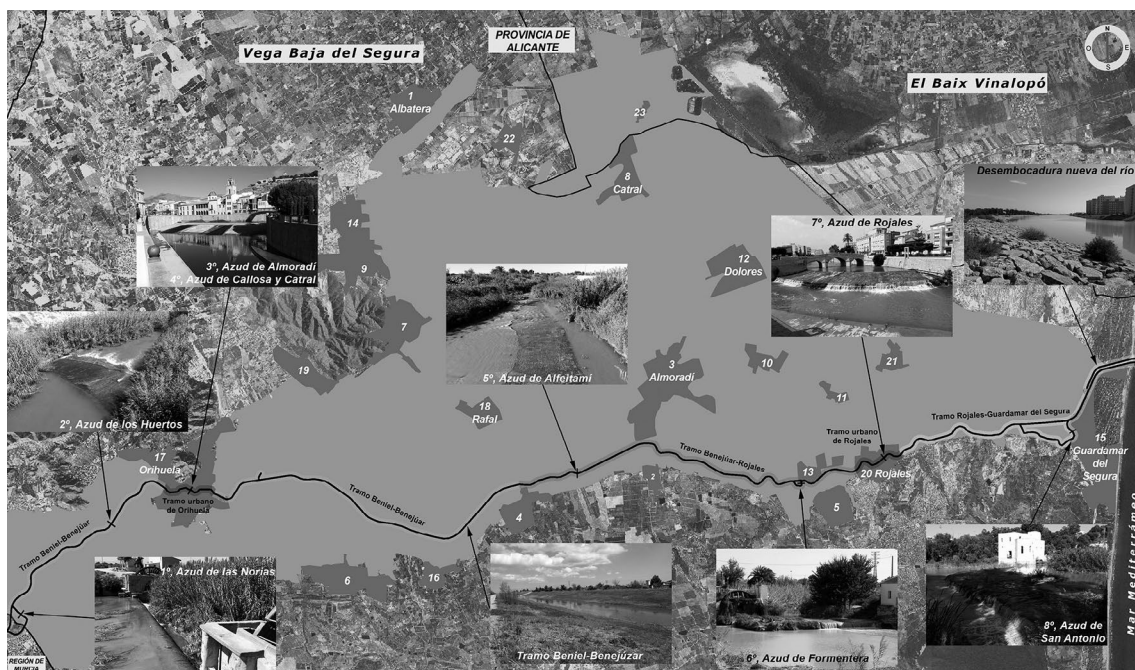 PROVINCIA DE
ALICANTE
Vega Baja del Segura
El Baix Vinalopó
N
O
E
S
1
Albatera
23
22
8
Catral
Desembocadura nueva del río
7º, Azud de Rojales
14
12
Dolores
3º, Azud de Almoradí
4º, Azud de Callosa y Catral
9
7
19
5º, Azud de Alfeitamí
3
Almoradí
10
21
11
18
Rafal
2º, Azud de los Huertos
Tramo Rojales-Guardamar del Segura
Tramo urbano
de Rojales
15
Guardamar
del
Segura
17
Orihuela
Tramo urbano
de Orihuela
Tramo Benejúzar-Rojales
13
20 Rojales
2
4
5
Tramo Beniel-Benejúzar
Tramo Beniel-Benejúzar
1º, Azud de las Norias
6
16
Tramo Beniel-Benejúzar
6º, Azud de Formentera
8º, Azud de
San Antonio
Mar Mediterráneo
REGIÓN DE
MURCIA